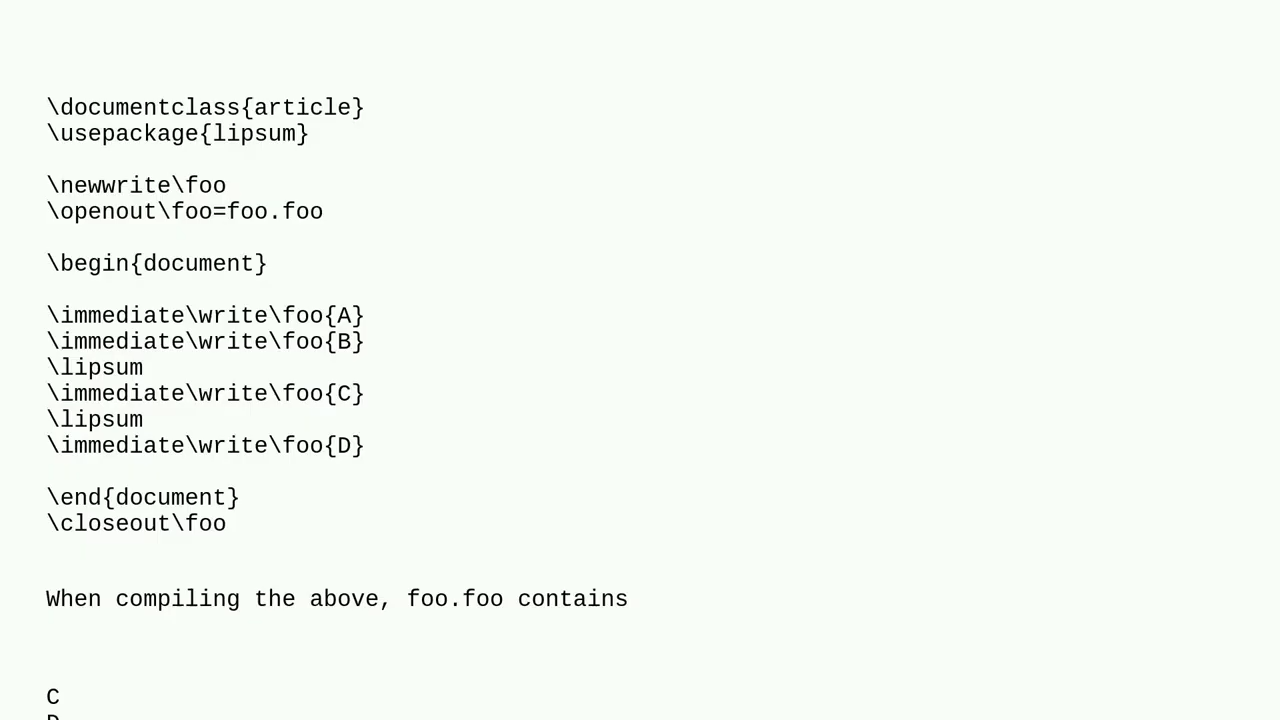 \documentclass{article}
\usepackage{lipsum}
\newwrite\foo
\openout\foo=foo.foo
\begin{document}
\immediate\write\foo{A}
\immediate\write\foo{B}
\lipsum
\immediate\write\foo{C}
\lipsum
\immediate\write\foo{D}
\end{document}
\closeout\foo
When compiling the above, foo.foo contains
C
D